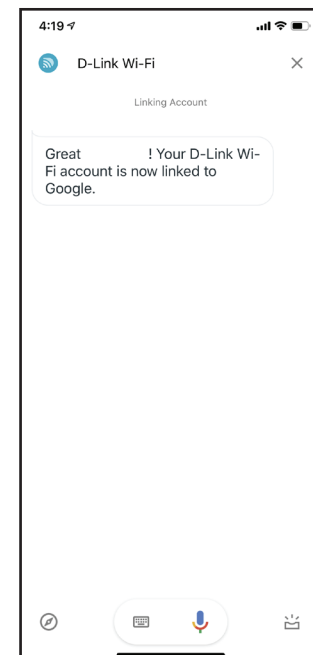 4:19
D-Link Wi-Fi
Linking Account
Great ! Your D-Link Wi-
Fi account is now linked to
Google.